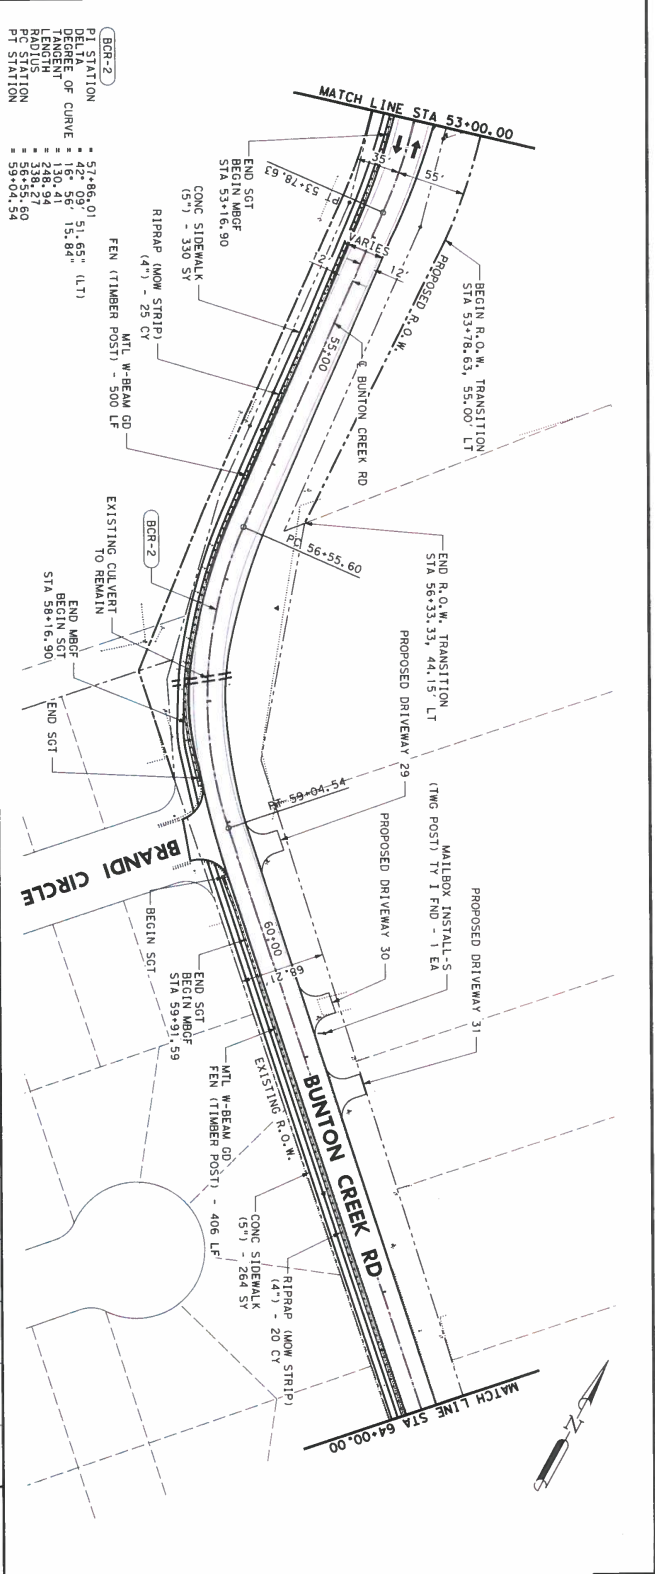 MATCH LINE STA 53+00.00
BEGIN R.O.W. TRANSITION
STA 53+78.63, 55.00' LT
PROPOSED R.O.W.
55'
35'
END SGT
BEGIN MBGF
STA 53+16.90
53+78.63
VARIES
12'
12'
CONC SIDEWALK
(5") - 330 SY
RIPRAP (MOW STRIP)
(4") - 25 CY
MTL W-BEAM GD
FEN (TIMBER POST) - 500 LF
55+00
℄ BUNTON CREEK RD
END R.O.W. TRANSITION
STA 56+33.33, 44.15' LT
PC 56+55.60
BCR-2
EXISTING CULVERT
TO REMAIN
END MBGF
BEGIN SGT
STA 58+16.90
END SGT
PT 59+04.54
PROPOSED DRIVEWAY 29
PROPOSED DRIVEWAY 30
MAILBOX INSTALL-S
(TWG POST) TY I FND - 1 EA
PROPOSED DRIVEWAY 31
BRANDI CIRCLE
BEGIN SGT
END SGT
BEGIN MBGF
STA 59+91.59
60+00
68.21'
MTL W-BEAM GD
FEN (TIMBER POST) - 406 LF
EXISTING R.O.W.
BUNTON CREEK RD
CONC SIDEWALK
(5") - 264 SY
RIPRAP (MOW STRIP)
(4") - 20 CY
MATCH LINE STA 64+00.00
N
BCR-2
PI STATION = 57+86.01
DELTA = 42° 09' 51.65" (LT)
DEGREE OF CURVE = 16° 56' 15.84"
TANGENT = 130.41
LENGTH = 248.94
RADIUS = 338.27
PC STATION = 56+55.60
PT STATION = 59+04.54